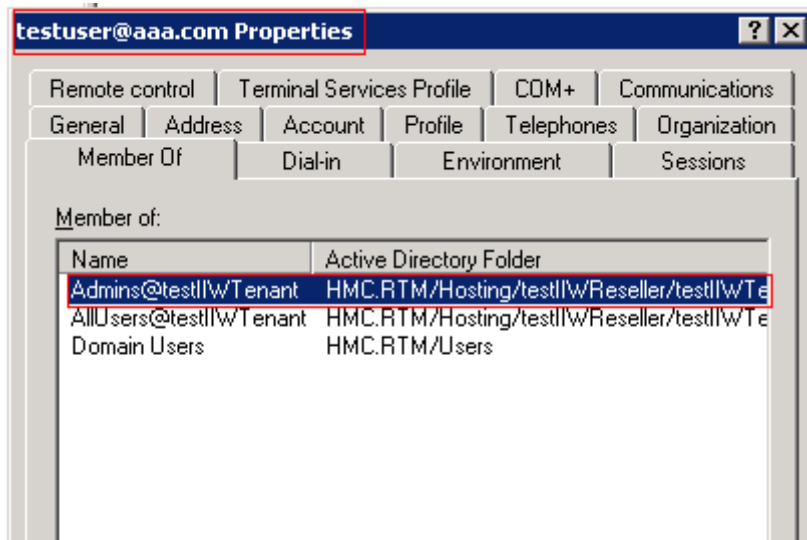 testuser@aaa.com Properties ? X
Remote control Terminal Services Profile COM+ Communications
General Address Account Profile Telephones Organization
Member Of Dial-in Environment Sessions
Member of:
Name Active Directory Folder
Admins@testIIWTenant HMC.RTM/Hosting/testIIWReseller/testIIWTe
AllUsers@testIIWTenant HMC.RTM/Hosting/testIIWReseller/testIIWTe
Domain Users HMC.RTM/Users